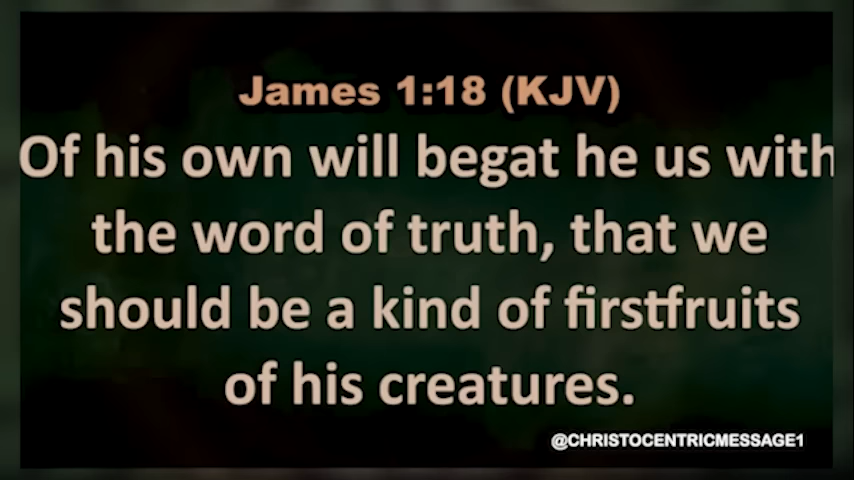 James 1:18 (KJV)
Of his own will begat he us with
the word of truth, that we
should be a kind of firstfruits
of his creatures.
@CHRISTOCENTRICMESSAGE1